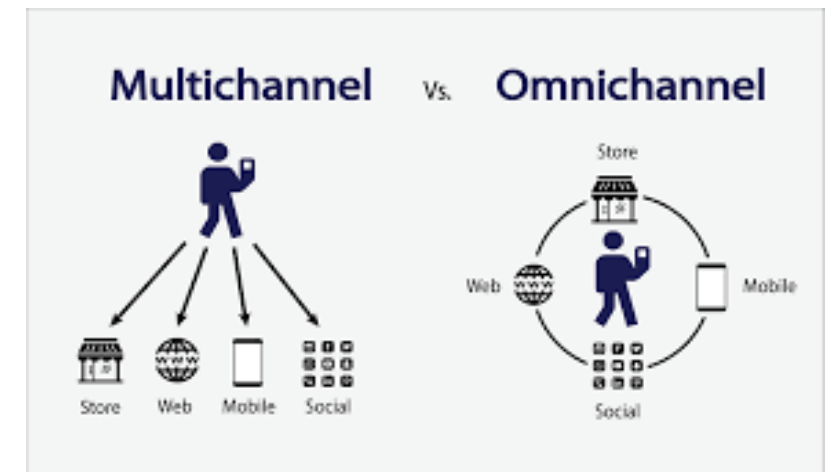 Multichannel Vs. Omnichannel
Store
Web
Mobile
Social
Store Web Mobile Social